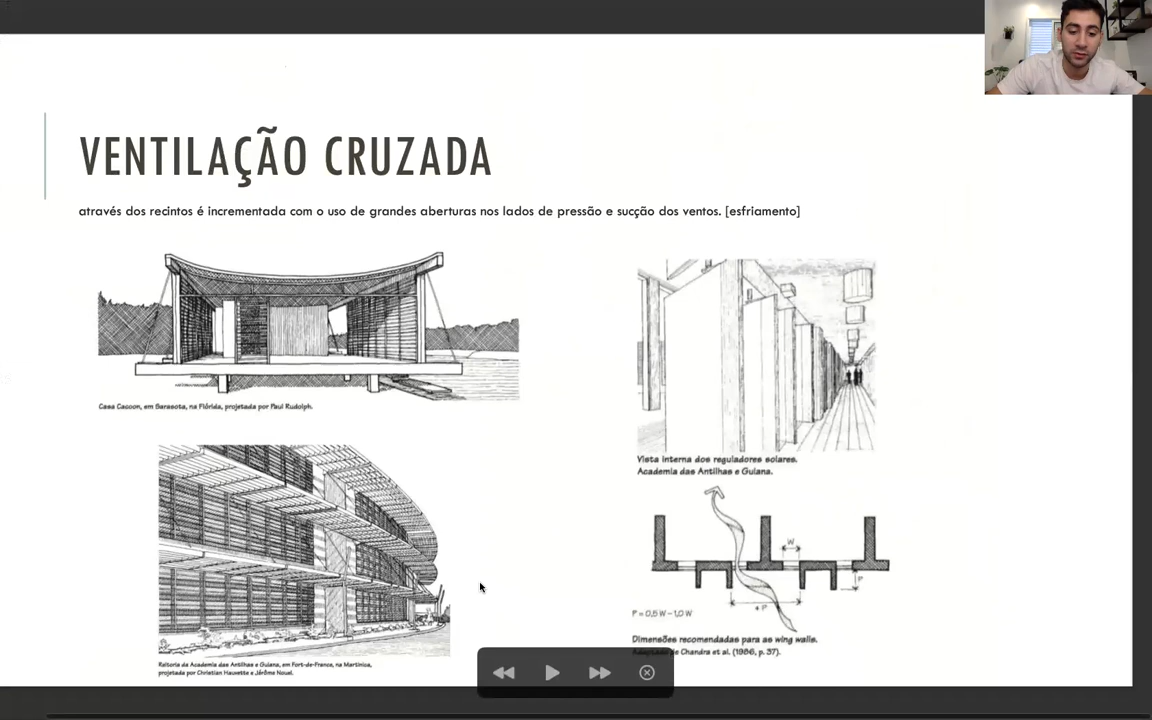 VENTILAÇÃO CRUZADA
através dos recintos é incrementada com o uso de grandes aberturas nos lados de pressão e sucção dos ventos. [esfriamento]
Casa Cocoon, em Sarasota, na Flórida, projetada por Paul Rudolph.
Vista interna dos reguladores solares.
Academia das Antilhas e Guiana.
W
P
+ P
P = 0,5 W - 1,0 W
Dimensões recomendadas para as wing walls.
de Chandra et al. (1986, p. 37).
Reitoria da Academia das Antilhas e Guiana, em Fort-de-France, na Martinica,
projetada por Christian Hauvette e Jérôme Nouel.